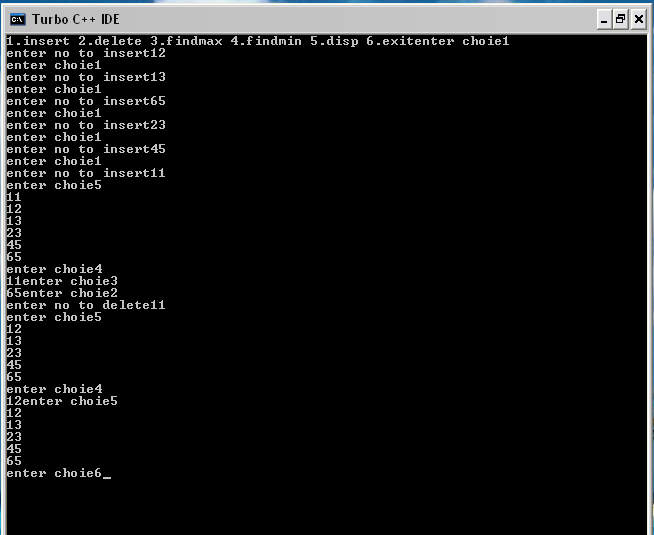 Turbo C++ IDE
1.insert 2.delete 3.findmax 4.findmin 5.disp 6.exitenter choie1
enter no to insert12
enter choie1
enter no to insert13
enter choie1
enter no to insert65
enter choie1
enter no to insert23
enter choie1
enter no to insert45
enter choie1
enter no to insert11
enter choie5
11
12
13
23
45
65
enter choie4
11enter choie3
65enter choie2
enter no to delete11
enter choie5
12
13
23
45
65
enter choie4
12enter choie5
12
13
23
45
65
enter choie6_